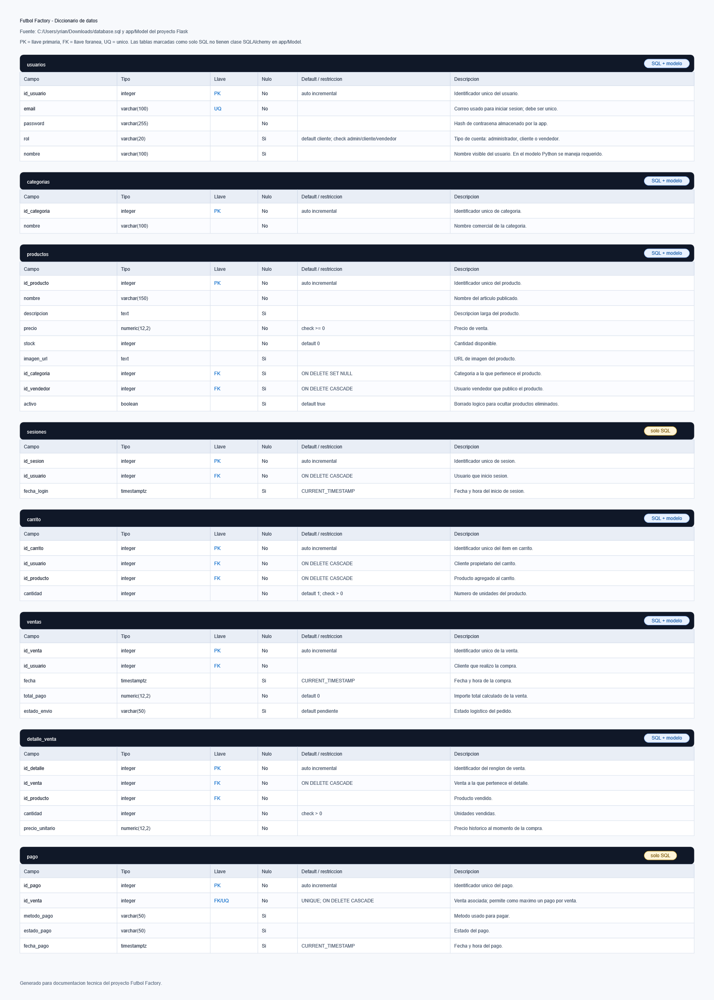 Futbol Factory - Diccionario de datos
Fuente: C:/Users/yrian/Downloads/database.sql y app/Model del proyecto Flask
PK = llave primaria, FK = llave foranea, UQ = unico. Las tablas marcadas como solo SQL no tienen clase SQLAlchemy en app/Model.
usuarios SQL + modelo
Campo Tipo Llave Nulo Default / restriccion Descripcion
id_usuario integer PK No auto incremental Identificador unico del usuario.
email varchar(100) UQ No Correo usado para iniciar sesion; debe ser unico.
password varchar(255) No Hash de contrasena almacenado por la app.
rol varchar(20) Si default cliente; check admin/cliente/vendedor Tipo de cuenta: administrador, cliente o vendedor.
nombre varchar(100) Si Nombre visible del usuario. En el modelo Python se maneja requerido.
categorias SQL + modelo
Campo Tipo Llave Nulo Default / restriccion Descripcion
id_categoria integer PK No auto incremental Identificador unico de categoria.
nombre varchar(100) No Nombre comercial de la categoria.
productos SQL + modelo
Campo Tipo Llave Nulo Default / restriccion Descripcion
id_producto integer PK No auto incremental Identificador unico del producto.
nombre varchar(150) No Nombre del articulo publicado.
descripcion text Si Descripcion larga del producto.
precio numeric(12,2) No check >= 0 Precio de venta.
stock integer No default 0 Cantidad disponible.
imagen_url text Si URL de imagen del producto.
id_categoria integer FK Si ON DELETE SET NULL Categoria a la que pertenece el producto.
id_vendedor integer FK Si ON DELETE CASCADE Usuario vendedor que publico el producto.
activo boolean Si default true Borrado logico para ocultar productos eliminados.
sesiones solo SQL
Campo Tipo Llave Nulo Default / restriccion Descripcion
id_sesion integer PK No auto incremental Identificador unico de sesion.
id_usuario integer FK No ON DELETE CASCADE Usuario que inicio sesion.
fecha_login timestamptz Si CURRENT_TIMESTAMP Fecha y hora del inicio de sesion.
carrito SQL + modelo
Campo Tipo Llave Nulo Default / restriccion Descripcion
id_carrito integer PK No auto incremental Identificador unico del item en carrito.
id_usuario integer FK No ON DELETE CASCADE Cliente propietario del carrito.
id_producto integer FK No ON DELETE CASCADE Producto agregado al carrito.
cantidad integer No default 1; check > 0 Numero de unidades del producto.
ventas SQL + modelo
Campo Tipo Llave Nulo Default / restriccion Descripcion
id_venta integer PK No auto incremental Identificador unico de la venta.
id_usuario integer FK No Cliente que realizo la compra.
fecha timestamptz Si CURRENT_TIMESTAMP Fecha y hora de la compra.
total_pago numeric(12,2) No default 0 Importe total calculado de la venta.
estado_envio varchar(50) Si default pendiente Estado logistico del pedido.
detalle_venta SQL + modelo
Campo Tipo Llave Nulo Default / restriccion Descripcion
id_detalle integer PK No auto incremental Identificador del renglon de venta.
id_venta integer FK No ON DELETE CASCADE Venta a la que pertenece el detalle.
id_producto integer FK No Producto vendido.
cantidad integer No check > 0 Unidades vendidas.
precio_unitario numeric(12,2) No Precio historico al momento de la compra.
pago solo SQL
Campo Tipo Llave Nulo Default / restriccion Descripcion
id_pago integer PK No auto incremental Identificador unico del pago.
id_venta integer FK/UQ No UNIQUE; ON DELETE CASCADE Venta asociada; permite como maximo un pago por venta.
metodo_pago varchar(50) Si Metodo usado para pagar.
estado_pago varchar(50) Si Estado del pago.
fecha_pago timestamptz Si CURRENT_TIMESTAMP Fecha y hora del pago.
Generado para documentacion tecnica del proyecto Futbol Factory.